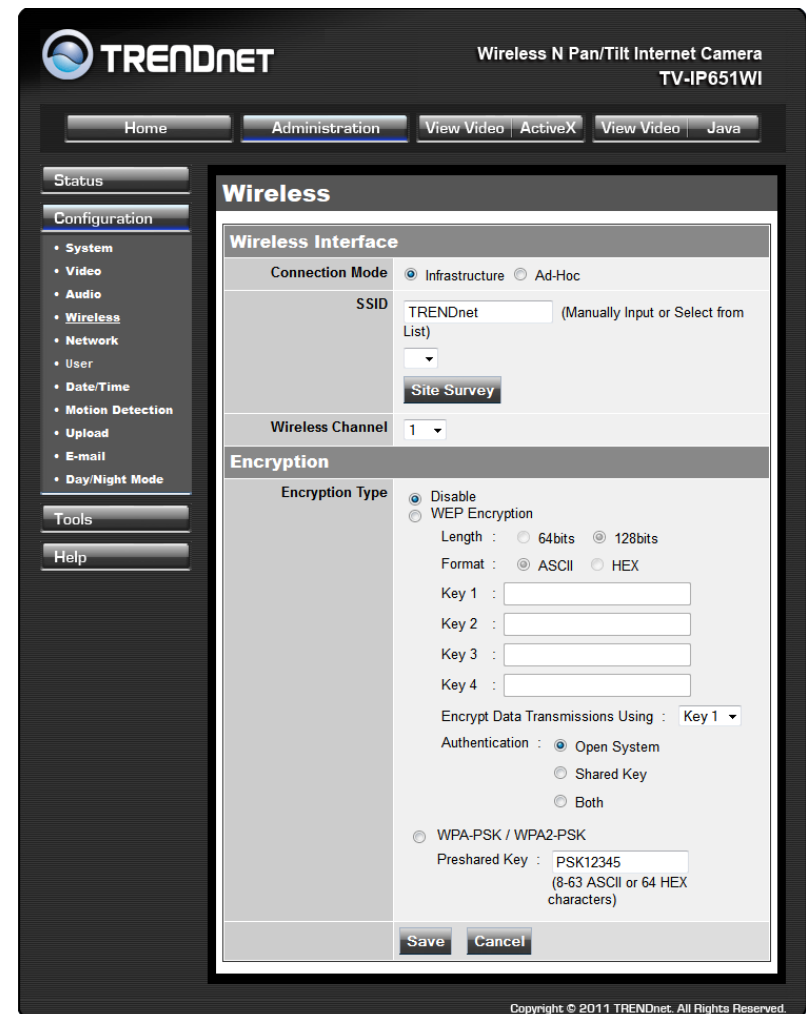 TRENDNET
Wireless N Pan/Tilt Internet Camera
TV-IP651WI
Home
Administration
View Video | ActiveX
View Video | Java
Status
Configuration
• System
• Video
• Audio
• Wireless
• Network
• User
• Date/Time
• Motion Detection
• Upload
• E-mail
• Day/Night Mode
Tools
Help
Wireless
Wireless Interface
Connection Mode
Infrastructure Ad-Hoc
SSID
TRENDnet (Manually Input or Select from
List)
Site Survey
Wireless Channel
1
Encryption
Encryption Type
Disable
WEP Encryption
Length : 64bits 128bits
Format : ASCII HEX
Key 1 :
Key 2 :
Key 3 :
Key 4 :
Encrypt Data Transmissions Using : Key 1
Authentication : Open System
Shared Key
Both
WPA-PSK / WPA2-PSK
Preshared Key : PSK12345
(8-63 ASCII or 64 HEX
characters)
Save Cancel
Copyright © 2011 TRENDnet. All Rights Reserved.